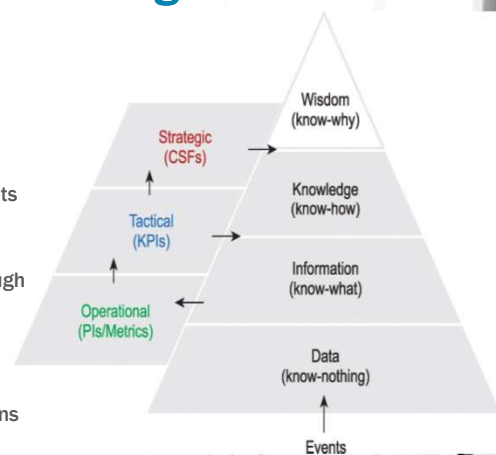 Wisdom
(know-why)
Strategic
(CSFs)
Knowledge
(know-how)
Tactical
(KPIs)
Information
(know-what)
Operational
(PIs/Metrics)
Data
(know-nothing)
Events